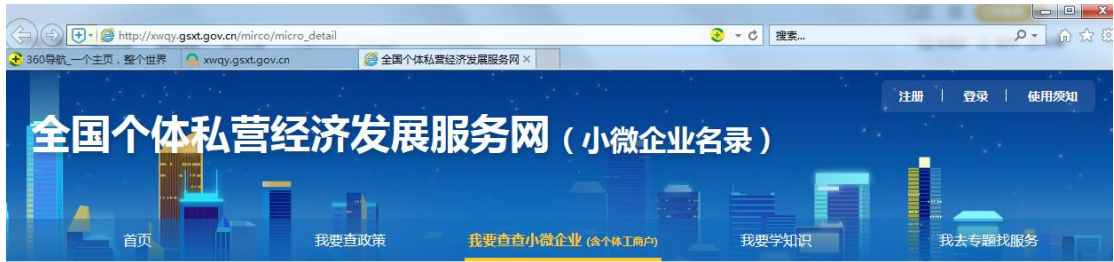 http://xwqy.gsxt.gov.cn/mirco/micro_detail
搜索...
360导航_一个主页，整个世界
xwqy.gsxt.gov.cn
全国个体私营经济发展服务网
注册 | 登录 | 使用须知
全国个体私营经济发展服务网（小微企业名录）
首页
我要查政策
我要查查小微企业 (含个体工商户)
我要学知识
我去专题找服务